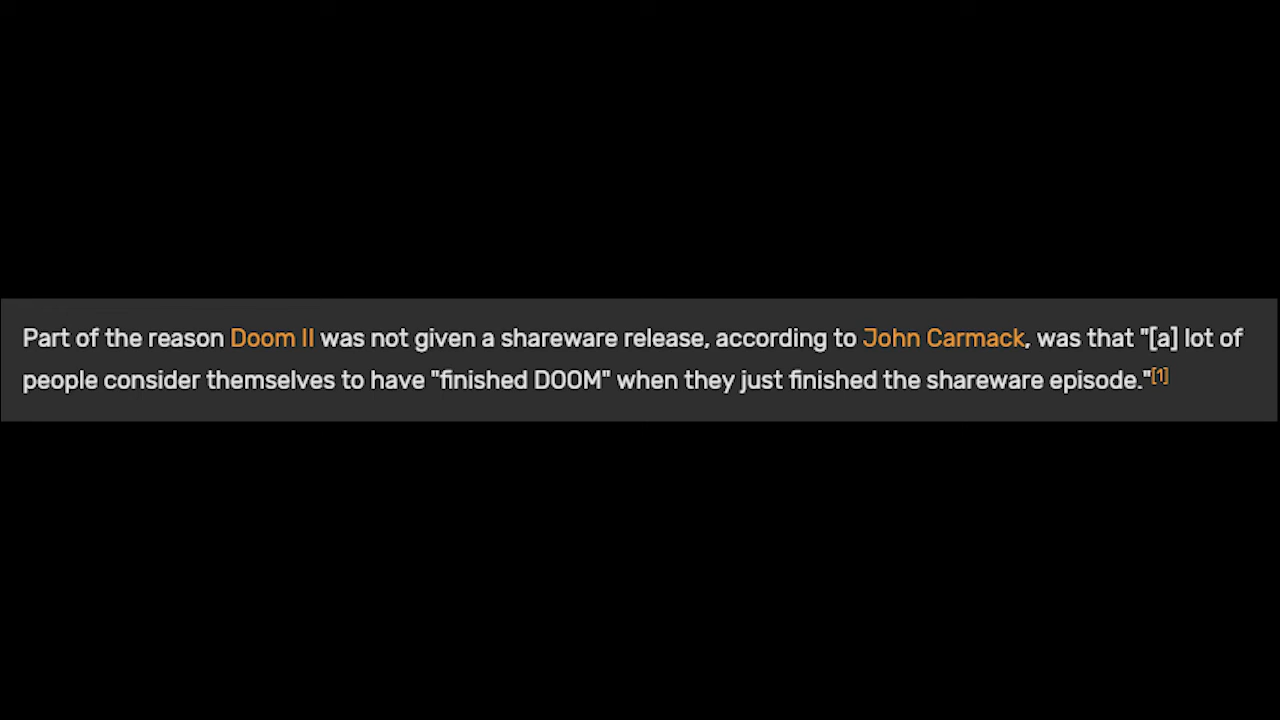 Part of the reason Doom II was not given a shareware release, according to John Carmack, was that "[a] lot of
people consider themselves to have "finished DOOM" when they just finished the shareware episode."[1]